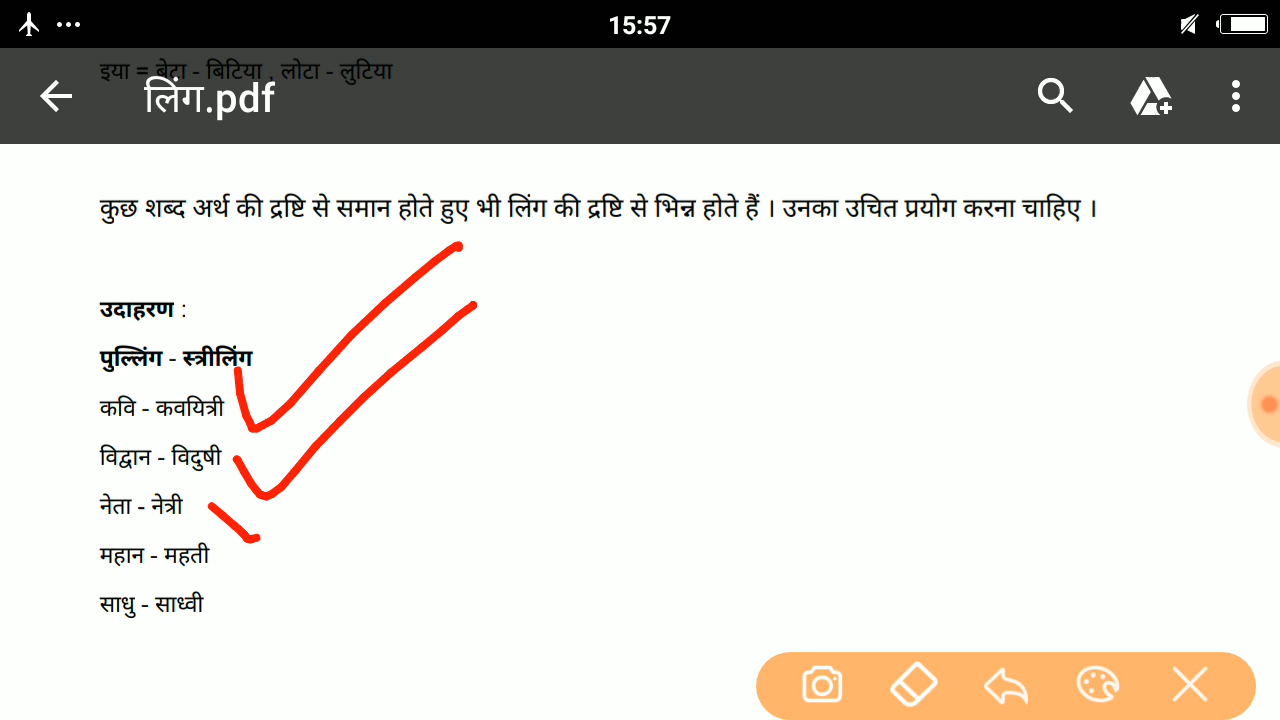 15:57
इया = बेटा - बिटिया , लोटा - लुटिया
लिंग.pdf
कुछ शब्द अर्थ की द्रष्टि से समान होते हुए भी लिंग की द्रष्टि से भिन्न होते हैं । उनका उचित प्रयोग करना चाहिए ।
उदाहरण :
पुल्लिंग - स्त्रीलिंग
कवि - कवयित्री
विद्वान - विदुषी
नेता - नेत्री
महान - महती
साधु - साध्वी